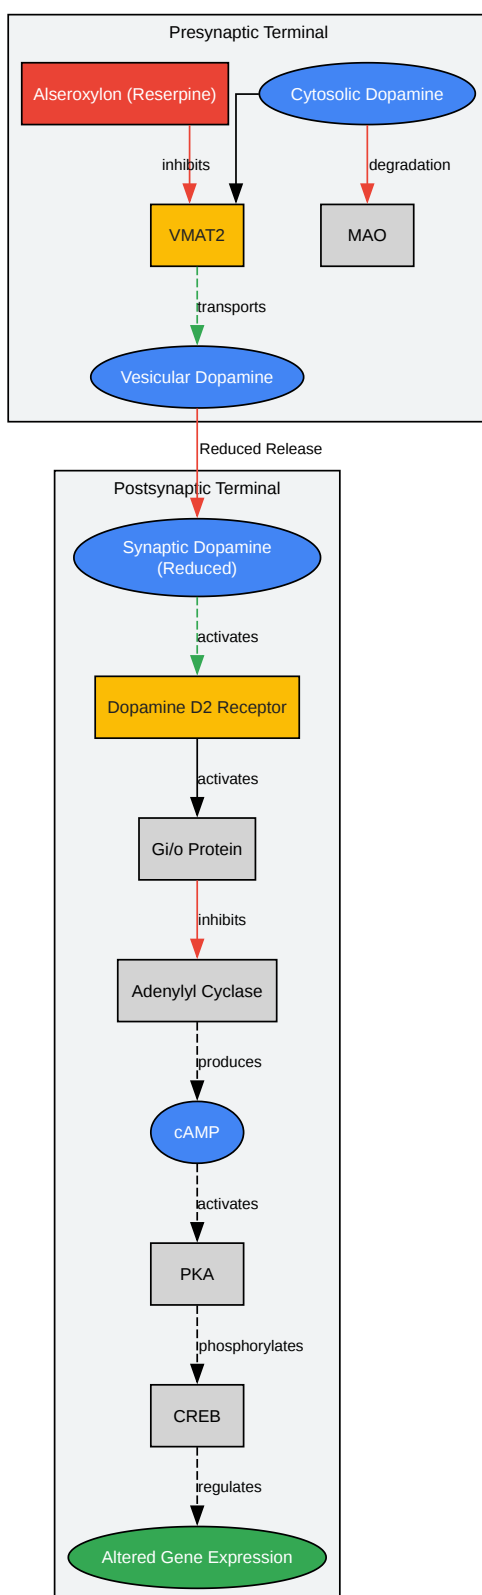 Presynaptic Terminal
Alseroxylon (Reserpine)
Cytosolic Dopamine
inhibits
degradation
VMAT2
MAO
transports
Vesicular Dopamine
Reduced Release
Postsynaptic Terminal
Synaptic Dopamine
(Reduced)
activates
Dopamine D2 Receptor
activates
Gi/o Protein
inhibits
Adenylyl Cyclase
produces
cAMP
activates
PKA
phosphorylates
CREB
regulates
Altered Gene Expression